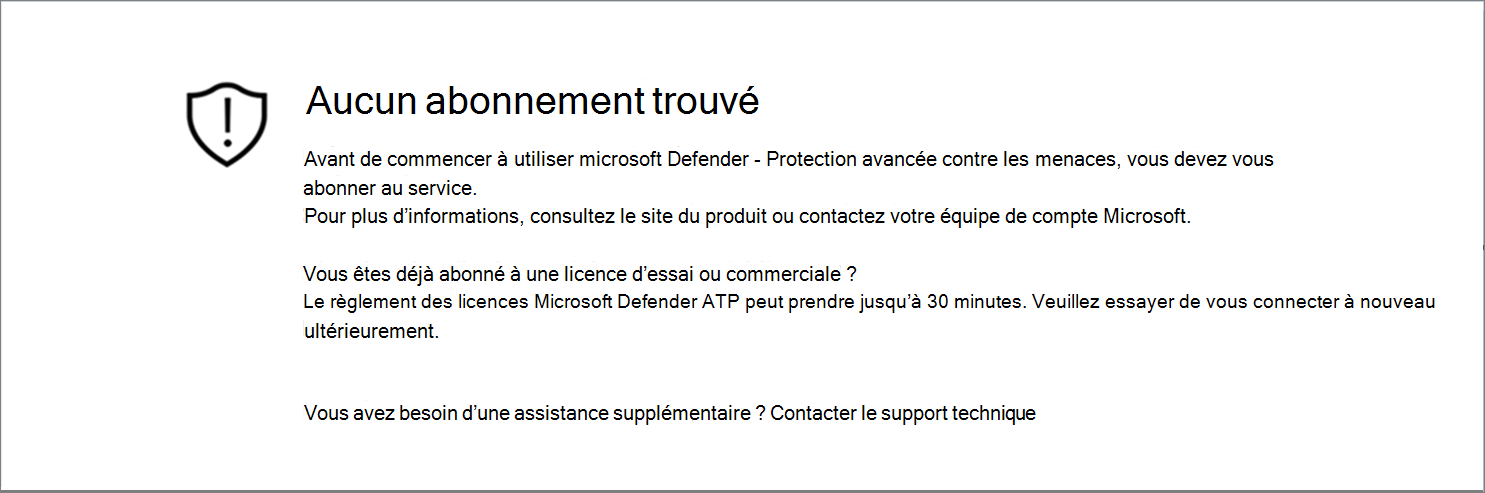 Aucun abonnement trouvé
Avant de commencer à utiliser microsoft Defender - Protection avancée contre les menaces, vous devez vous
abonner au service.
Pour plus d’informations, consultez le site du produit ou contactez votre équipe de compte Microsoft.
Vous êtes déjà abonné à une licence d’essai ou commerciale ?
Le règlement des licences Microsoft Defender ATP peut prendre jusqu’à 30 minutes. Veuillez essayer de vous connecter à nouveau
ultérieurement.
Vous avez besoin d’une assistance supplémentaire ? Contacter le support technique